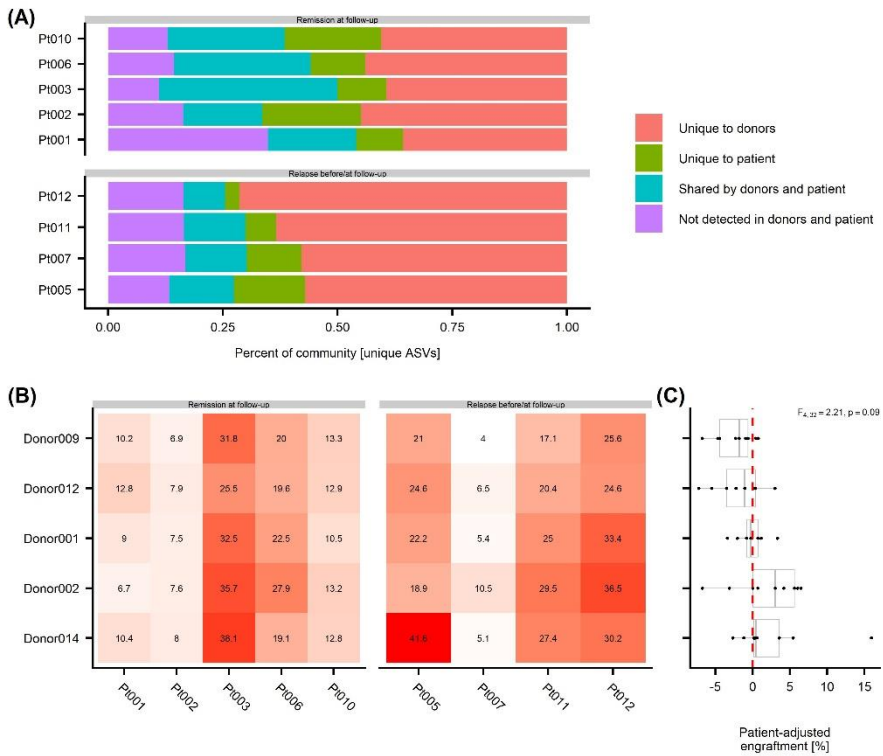 (A)
Remission at follow-up
Pt010
Pt006
Pt003
Pt002
Pt001
Relapse before/at follow-up
Pt012
Pt011
Pt007
Pt005
0.00 0.25 0.50 0.75 1.00
Percent of community [unique ASVs]
Unique to donors
Unique to patient
Shared by donors and patient
Not detected in donors and patient
(B)
Remission at follow-up Relapse before/at follow-up
Donor009 10.2 6.9 31.8 20 13.3 21 4 17.1 25.6
Donor012 12.8 7.9 25.5 19.6 12.9 24.6 6.5 20.4 24.6
Donor001 9 7.5 32.5 22.5 10.5 22.2 5.4 25 33.4
Donor002 6.7 7.6 35.7 27.9 13.2 18.9 10.5 29.5 36.5
Donor014 10.4 8 38.1 19.1 12.8 5.1 27.4 30.2
Pt001 Pt002 Pt003 Pt006 Pt010 Pt005 Pt007 Pt011 Pt012
(C)
F4, 32 = 2.21, p = 0.09
-5 0 5 10 15
Patient-adjusted
engraftment [%]